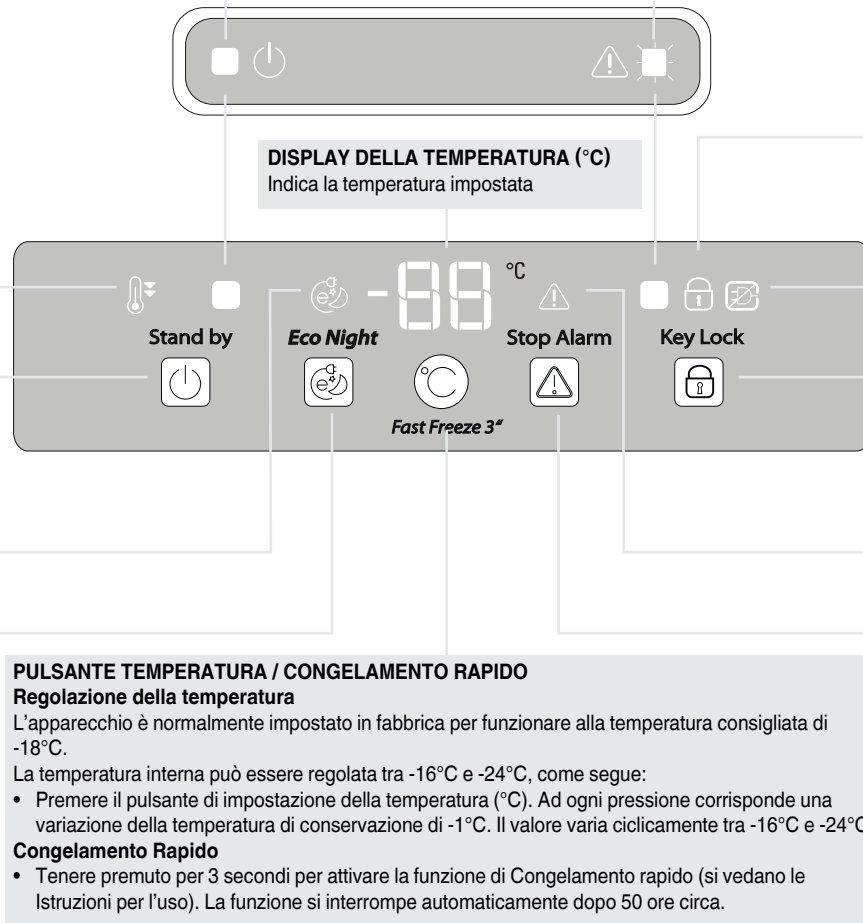 DISPLAY DELLA TEMPERATURA (°C)
Indica la temperatura impostata
-88 °C
Stand by Eco Night Stop Alarm Key Lock
°C
Fast Freeze 3”
PULSANTE TEMPERATURA / CONGELAMENTO RAPIDO
Regolazione della temperatura
L'apparecchio è normalmente impostato in fabbrica per funzionare alla temperatura consigliata di
-18°C.
La temperatura interna può essere regolata tra -16°C e -24°C, come segue:
• Premere il pulsante di impostazione della temperatura (°C). Ad ogni pressione corrisponde una
variazione della temperatura di conservazione di -1°C. Il valore varia ciclicamente tra -16°C e -24°C
Congelamento Rapido
• Tenere premuto per 3 secondi per attivare la funzione di Congelamento rapido (si vedano le
Istruzioni per l'uso). La funzione si interrompe automaticamente dopo 50 ore circa.